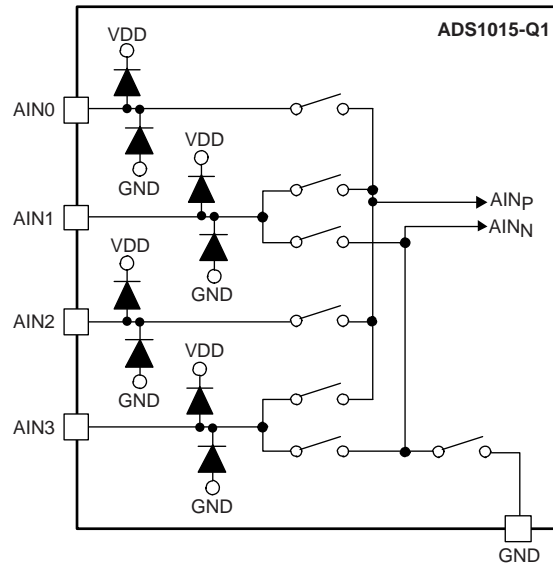 ADS1015-Q1
VDD
AIN0
GND
VDD
AIN1
GND
AINP
AINN
VDD
AIN2
GND
VDD
AIN3
GND
GND